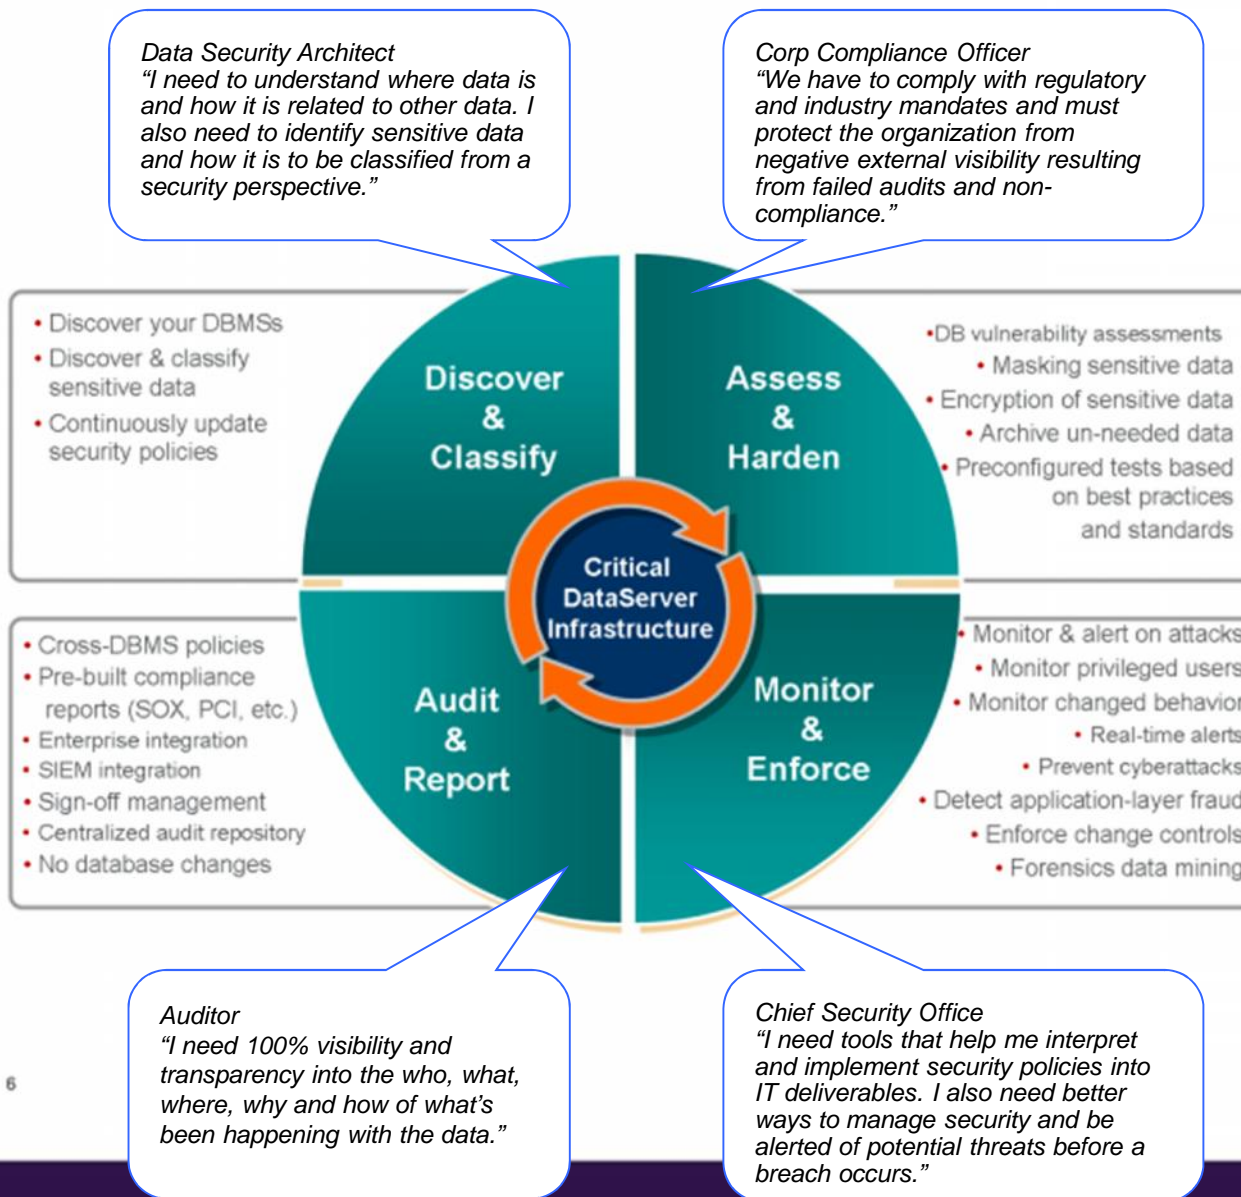 Data Security Architect
“I need to understand where data is
and how it is related to other data. I
also need to identify sensitive data
and how it is to be classified from a
security perspective.”
Corp Compliance Officer
“We have to comply with regulatory
and industry mandates and must
protect the organization from
negative external visibility resulting
from failed audits and non-
compliance.”
• Discover your DBMSs
• Discover & classify
sensitive data
• Continuously update
security policies
Discover
&
Classify
Assess
&
Harden
•DB vulnerability assessments
• Masking sensitive data
• Encryption of sensitive data
• Archive un-needed data
• Preconfigured tests based
on best practices
and standards
Critical
DataServer
Infrastructure
• Cross-DBMS policies
• Pre-built compliance
reports (SOX, PCI, etc.)
• Enterprise integration
• SIEM integration
• Sign-off management
• Centralized audit repository
• No database changes
Audit
&
Report
Monitor
&
Enforce
• Monitor & alert on attacks
• Monitor privileged users
• Monitor changed behavior
• Real-time alerts
• Prevent cyberattacks
• Detect application-layer fraud
• Enforce change controls
• Forensics data mining
Auditor
“I need 100% visibility and
transparency into the who, what,
where, why and how of what’s
been happening with the data.”
Chief Security Office
“I need tools that help me interpret
and implement security policies into
IT deliverables. I also need better
ways to manage security and be
alerted of potential threats before a
breach occurs.”
6